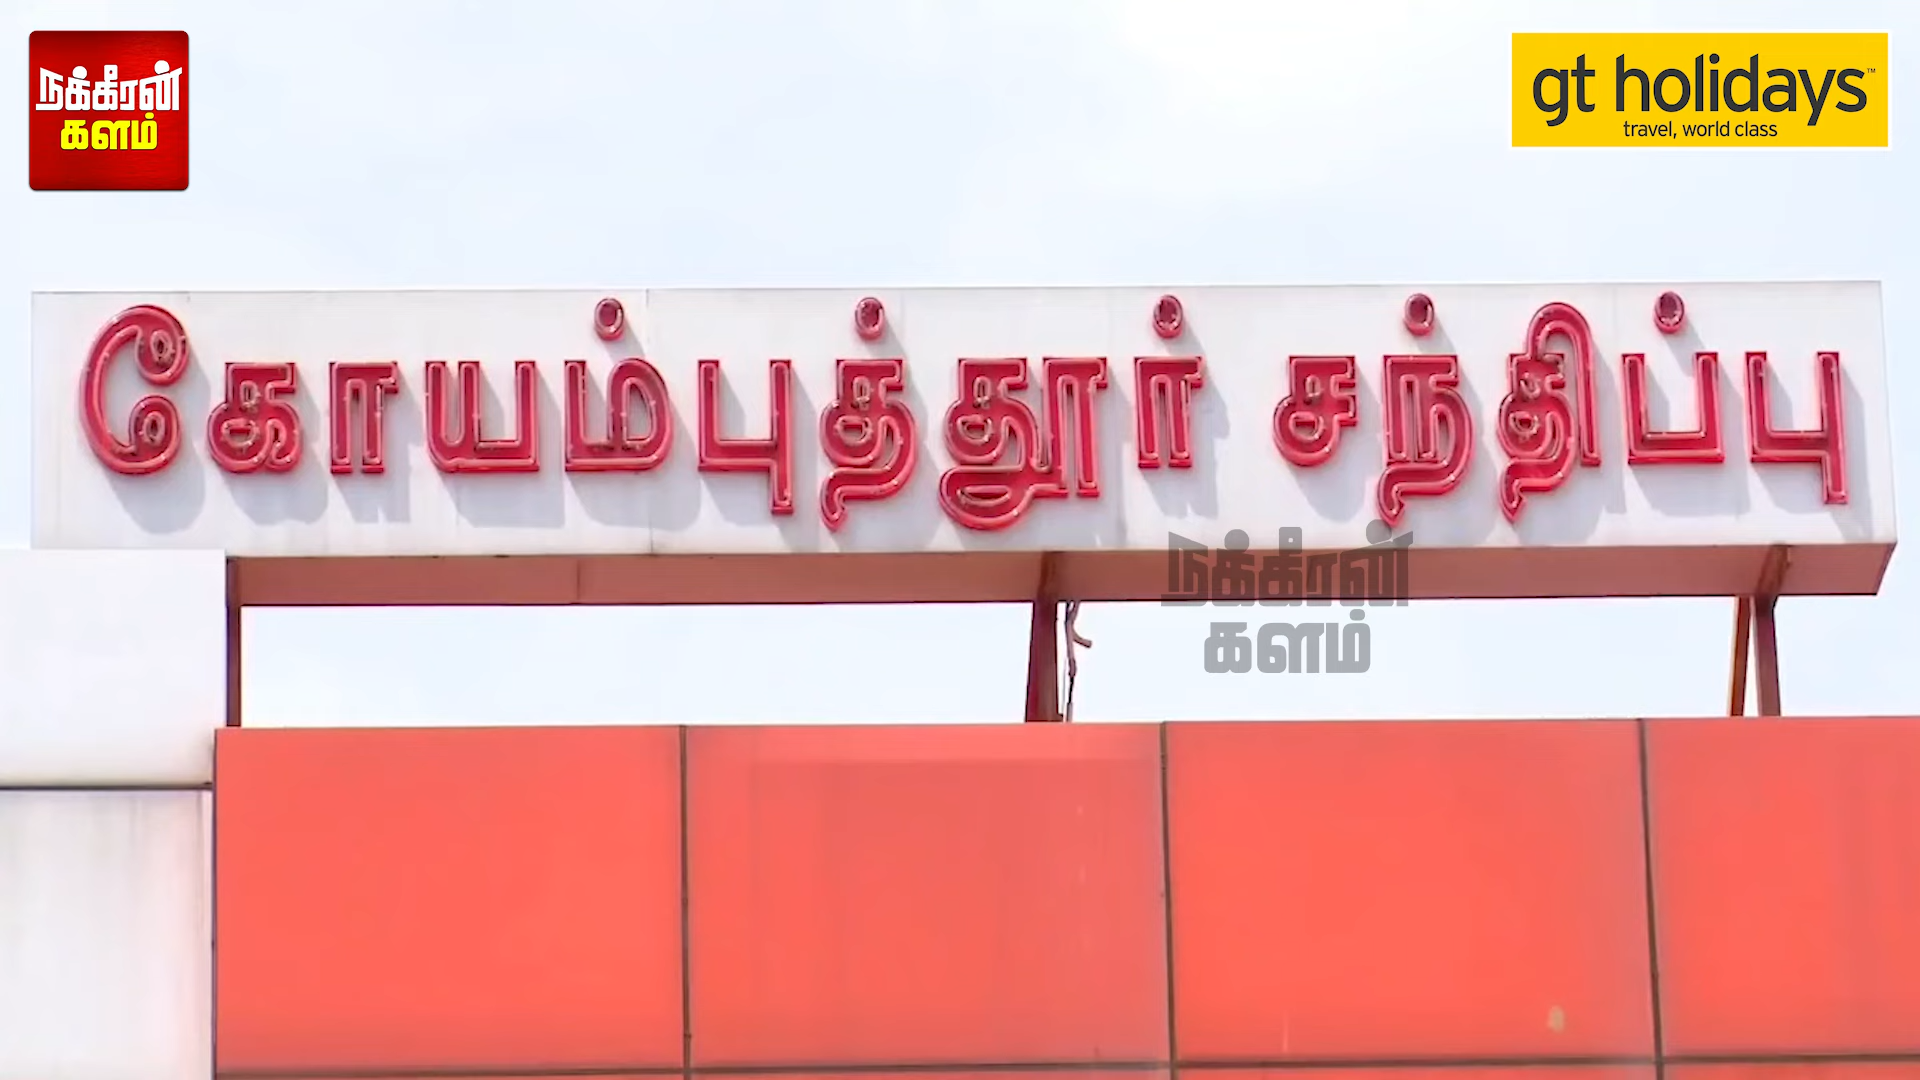 நக்கீரன்
களம்
gt holidays™
travel, world class
கோயம்புத்தூர் சந்திப்பு
நக்கீரன்
களம்